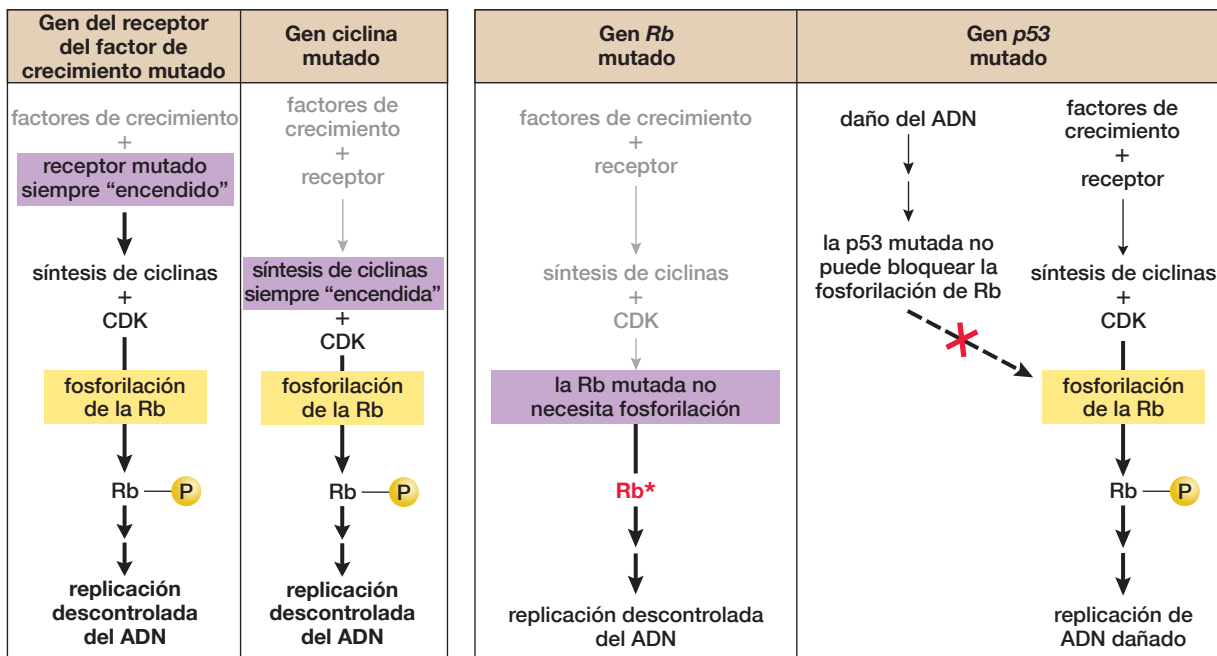 Gen del receptor
del factor de
crecimiento mutado
factores de crecimiento
+
receptor mutado
siempre “encendido”
síntesis de ciclinas
+
CDK
fosforilación
de la Rb
Rb
P
replicación
descontrolada
del ADN
Gen ciclina
mutado
factores de
crecimiento
+
receptor
síntesis de ciclinas
siempre “encendida”
+
CDK
fosforilación
de la Rb
Rb
P
replicación
descontrolada
del ADN
Gen Rb
mutado
factores de crecimiento
+
receptor
síntesis de ciclinas
+
CDK
la Rb mutada no
necesita fosforilación
Rb*
replicación descontrolada
del ADN
Gen p53
mutado
daño del ADN
la p53 mutada no
puede bloquear la
fosforilación de Rb
factores de
crecimiento
+
receptor
síntesis de ciclinas
+
CDK
fosforilación
de la Rb
Rb
P
replicación de
ADN dañado